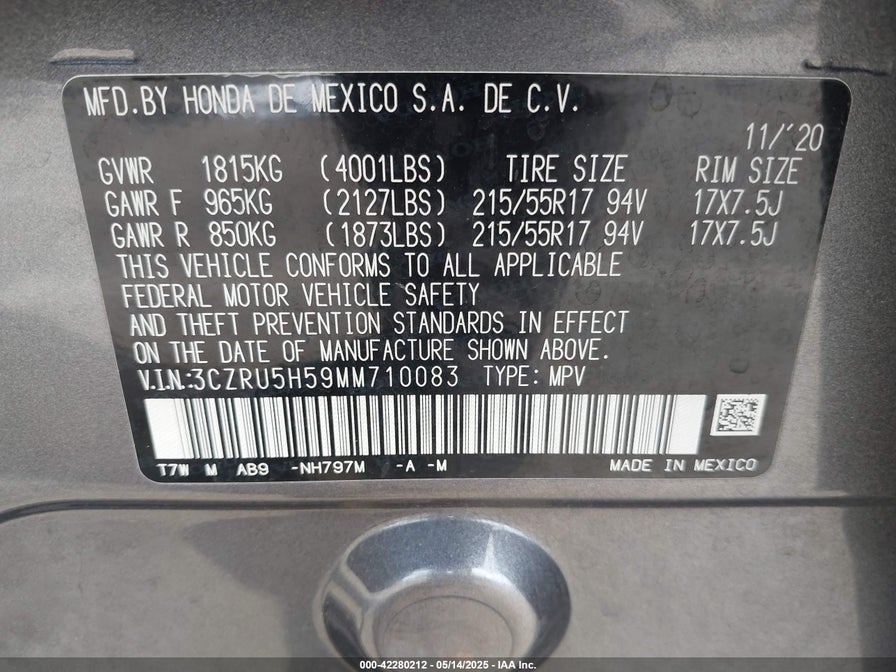 MFD.BY HONDA DE MEXICO S.A. DE C.V.
11/'20
GVWR 1815KG (4001LBS) TIRE SIZE RIM SIZE
GAWR F 965KG (2127LBS) 215/55R17 94V 17X7.5J
GAWR R 850KG (1873LBS) 215/55R17 94V 17X7.5J
THIS VEHICLE CONFORMS TO ALL APPLICABLE
FEDERAL MOTOR VEHICLE SAFETY
AND THEFT PREVENTION STANDARDS IN EFFECT
ON THE DATE OF MANUFACTURE SHOWN ABOVE.
V.I.N.:3CZRU5H59MM710083 TYPE: MPV
T7W M AB9 -NH797M -A -M MADE IN MEXICO
000-42280212 - 05/14/2025 - IAA Inc.